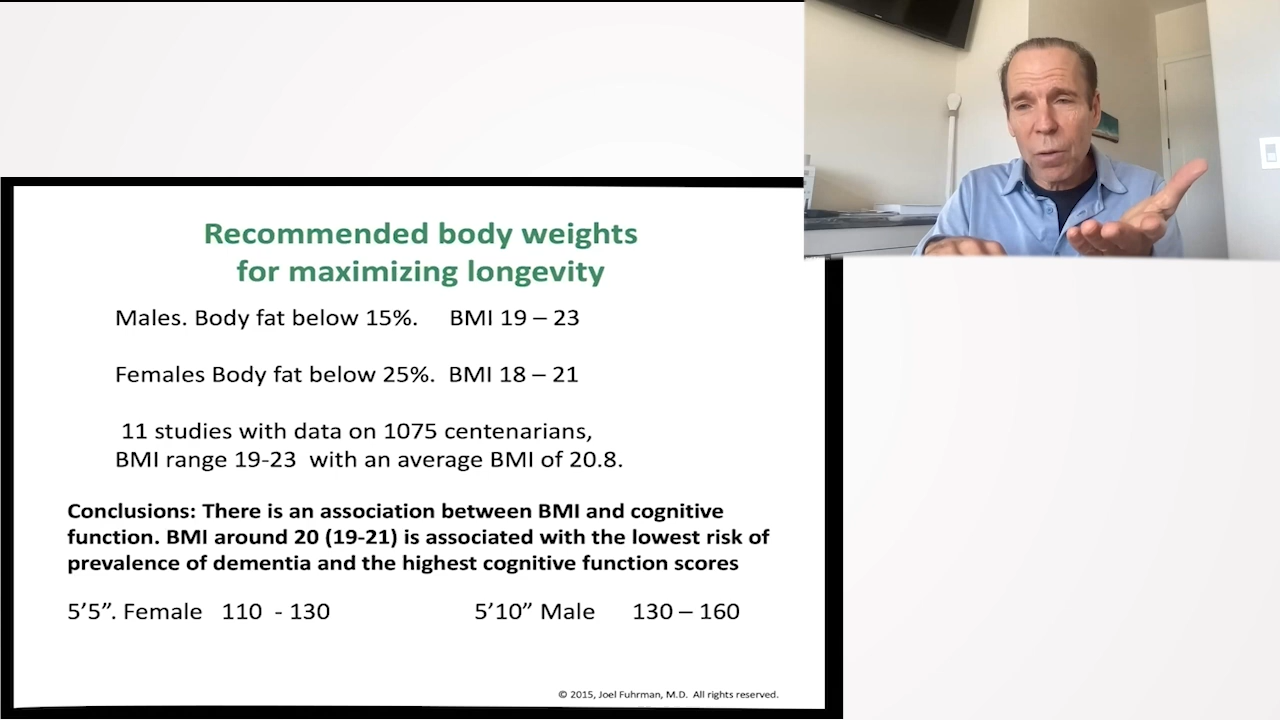 Recommended body weights
for maximizing longevity
Males. Body fat below 15%. BMI 19 – 23
Females Body fat below 25%. BMI 18 – 21
11 studies with data on 1075 centenarians,
BMI range 19-23 with an average BMI of 20.8.
Conclusions: There is an association between BMI and cognitive
function. BMI around 20 (19-21) is associated with the lowest risk of
prevalence of dementia and the highest cognitive function scores
5’5”. Female 110 - 130 5’10” Male 130 – 160
© 2015, Joel Fuhrman, M.D. All rights reserved.